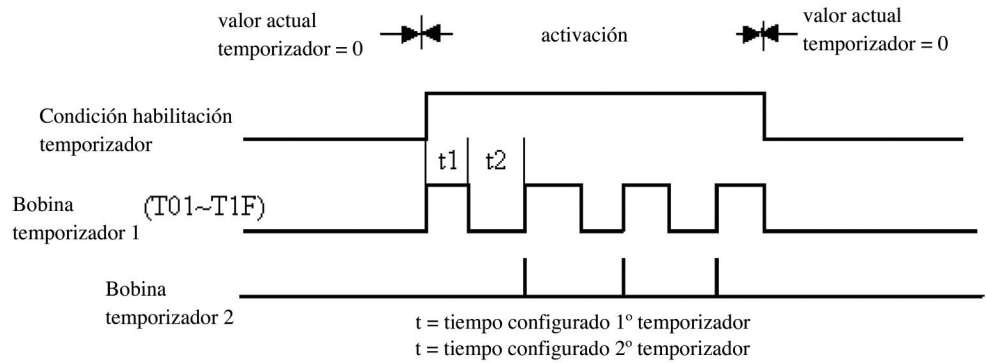 valor actual
temporizador = 0
activación
valor actual
temporizador = 0
Condición habilitación
temporizador
t1
t2
Bobina
temporizador 1
(T01~T1F)
Bobina
temporizador 2
t = tiempo configurado 1º temporizador
t = tiempo configurado 2º temporizador